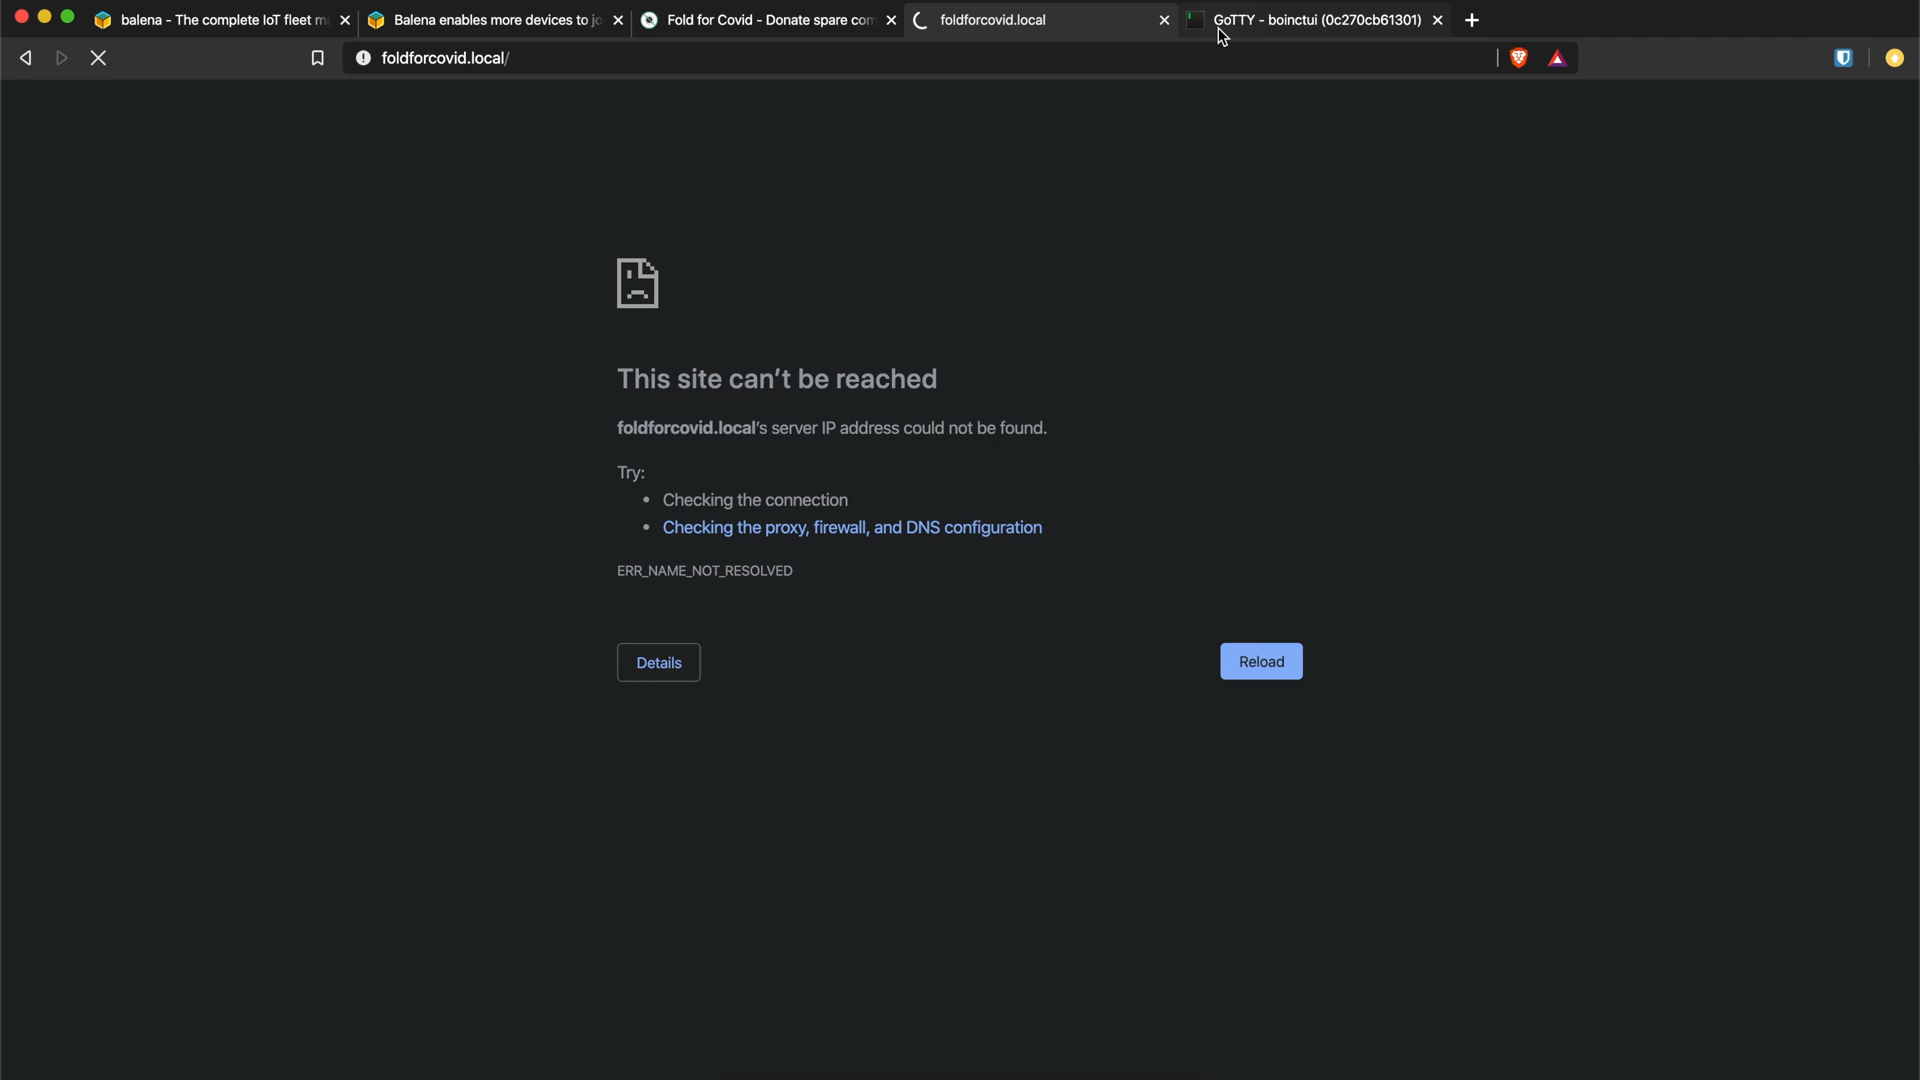 balena - The complete IoT fleet m
Balena enables more devices to jo
Fold for Covid - Donate spare com
foldforcovid.local
GoTTY - boinctui (0c270cb61301)
foldforcovid.local/
This site can't be reached
foldforcovid.local's server IP address could not be found.
Try:
• Checking the connection
• Checking the proxy, firewall, and DNS configuration
ERR_NAME_NOT_RESOLVED
Details
Reload